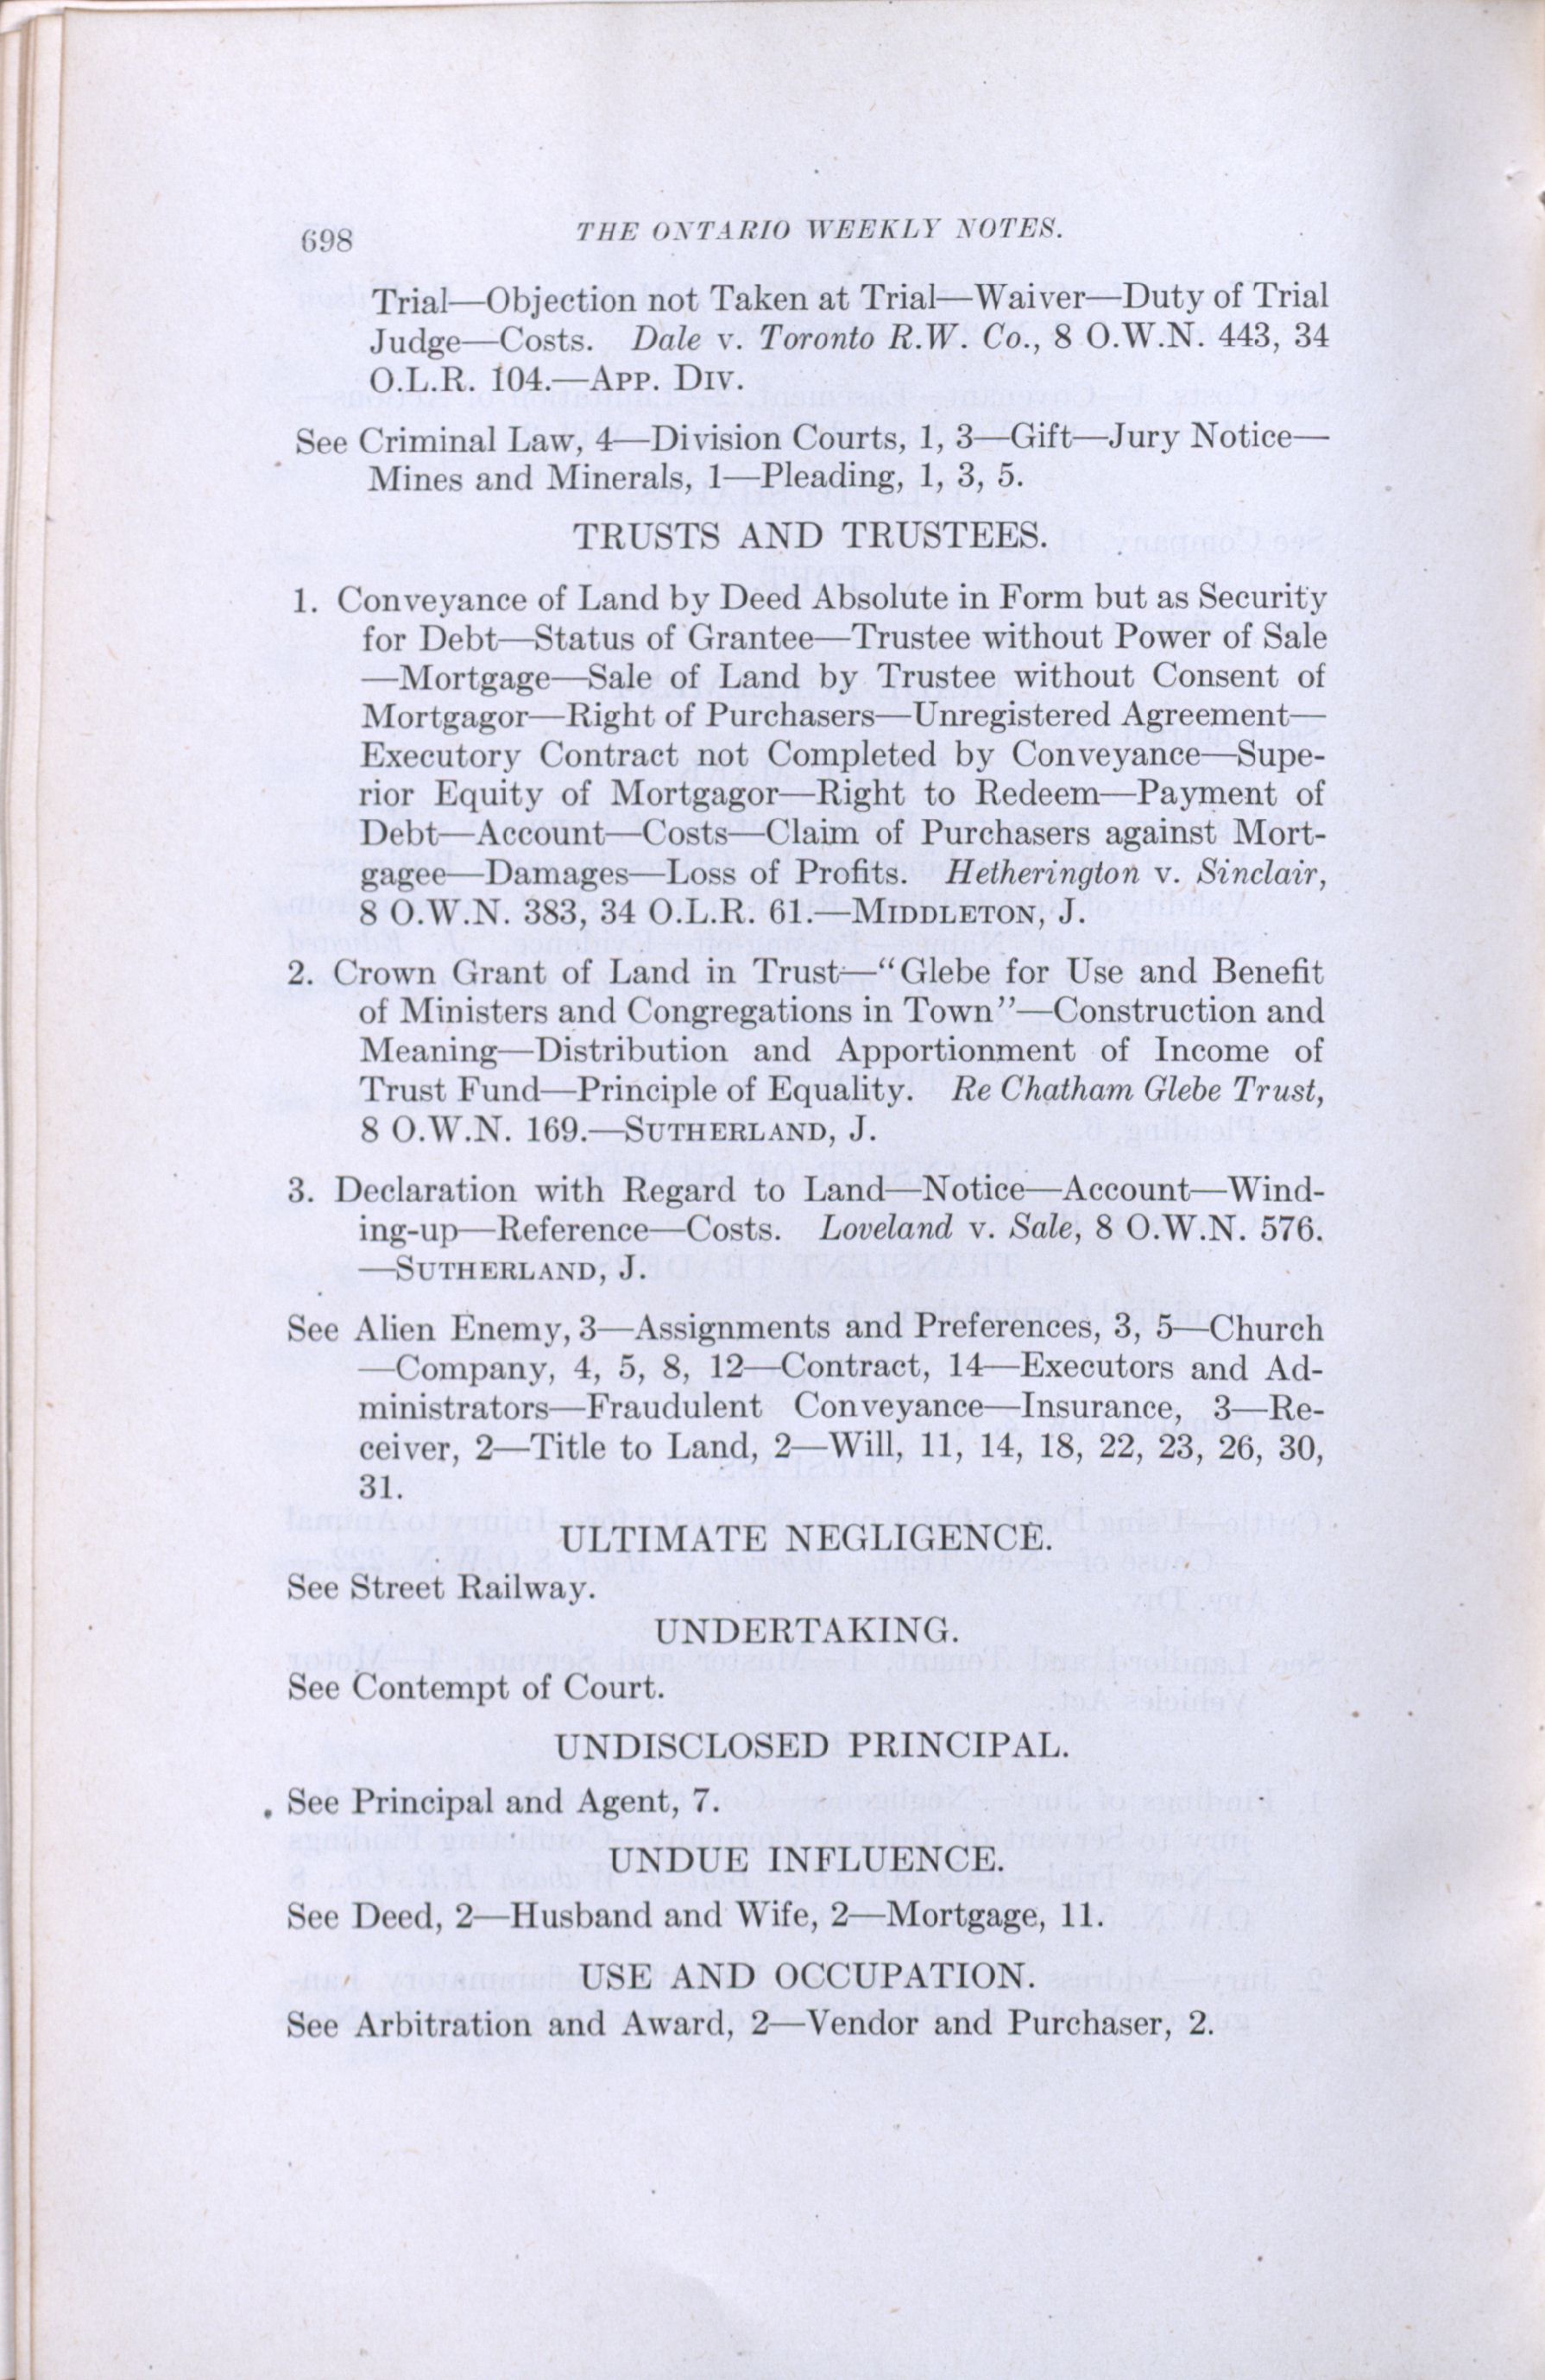 698
THE ONTARIO WEEKLY NOTES.
Trial—Objection not Taken at Trial—Waiver—Duty of Trial
Judge—Costs. Dale v. Toronto R.W. Co., 8 O.W.N. 443, 34
O.L.R. 104.—App. Div.
See Criminal Law, 4—Division Courts, 1, 3—Gift—Jury Notice—
Mines and Minerals, 1—Pleading, 1, 3, 5.
TRUSTS AND TRUSTEES.
1. Conveyance of Land by Deed Absolute in Form but as Security
for Debt—Status of Grantee—Trustee without Power of Sale
—Mortgage—Sale of Land by Trustee without Consent of
Mortgagor—Right of Purchasers—Unregistered Agreement—
Executory Contract not Completed by Conveyance—Supe-
rior Equity of Mortgagor—Right to Redeem—Payment of
Debt—Account—Costs—Claim of Purchasers against Mort-
gagee—Damages—Loss of Profits. Hetherington v. Sinclair,
8 O.W.N. 383, 34 O.L.R. 61.—Middleton, J.
2. Crown Grant of Land in Trust—"Glebe for Use and Benefit
of Ministers and Congregations in Town"—Construction and
Meaning—Distribution and Apportionment of Income of
Trust Fund—Principle of Equality. Re Chatham Glebe Trust,
8 O.W.N. 169.—Sutherland, J.
3. Declaration with Regard to Land—Notice—Account—Wind-
ing-up—Reference—Costs. Loveland v. Sale, 8 O.W.N. 576.
—Sutherland, J.
See Alien Enemy, 3—Assignments and Preferences, 3, 5—Church
—Company, 4, 5, 8, 12—Contract, 14—Executors and Ad-
ministrators—Fraudulent Conveyance—Insurance, 3—Re-
ceiver, 2—Title to Land, 2—Will, 11, 14, 18, 22, 23, 26, 30,
31.
ULTIMATE NEGLIGENCE.
See Street Railway.
UNDERTAKING.
See Contempt of Court.
UNDISCLOSED PRINCIPAL.
See Principal and Agent, 7.
UNDUE INFLUENCE.
See Deed, 2—Husband and Wife, 2—Mortgage, 11.
USE AND OCCUPATION.
See Arbitration and Award, 2—Vendor and Purchaser, 2.